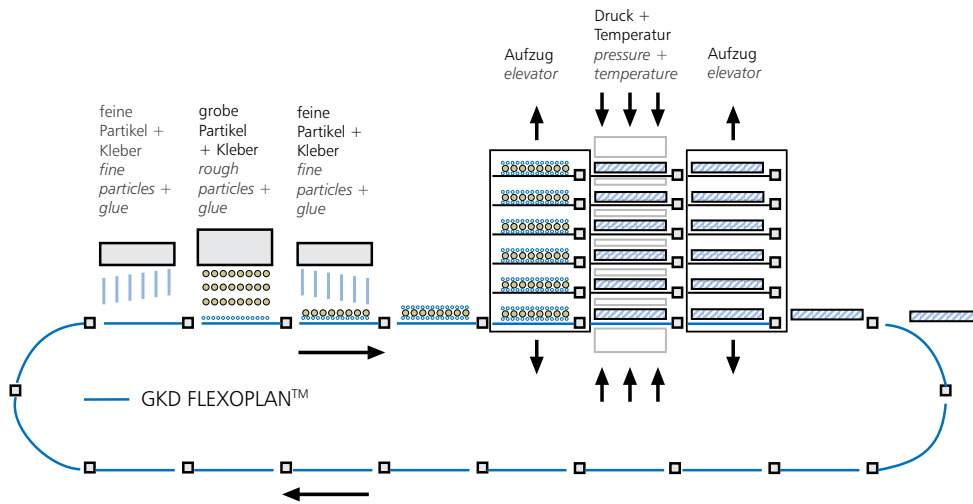 feine
Partikel +
Kleber
fine
particles +
glue
grobe
Partikel
+ Kleber
rough
particles +
glue
feine
Partikel +
Kleber
fine
particles +
glue
Aufzug
elevator
Druck +
Temperatur
pressure +
temperature
Aufzug
elevator
GKD FLEXOPLAN™